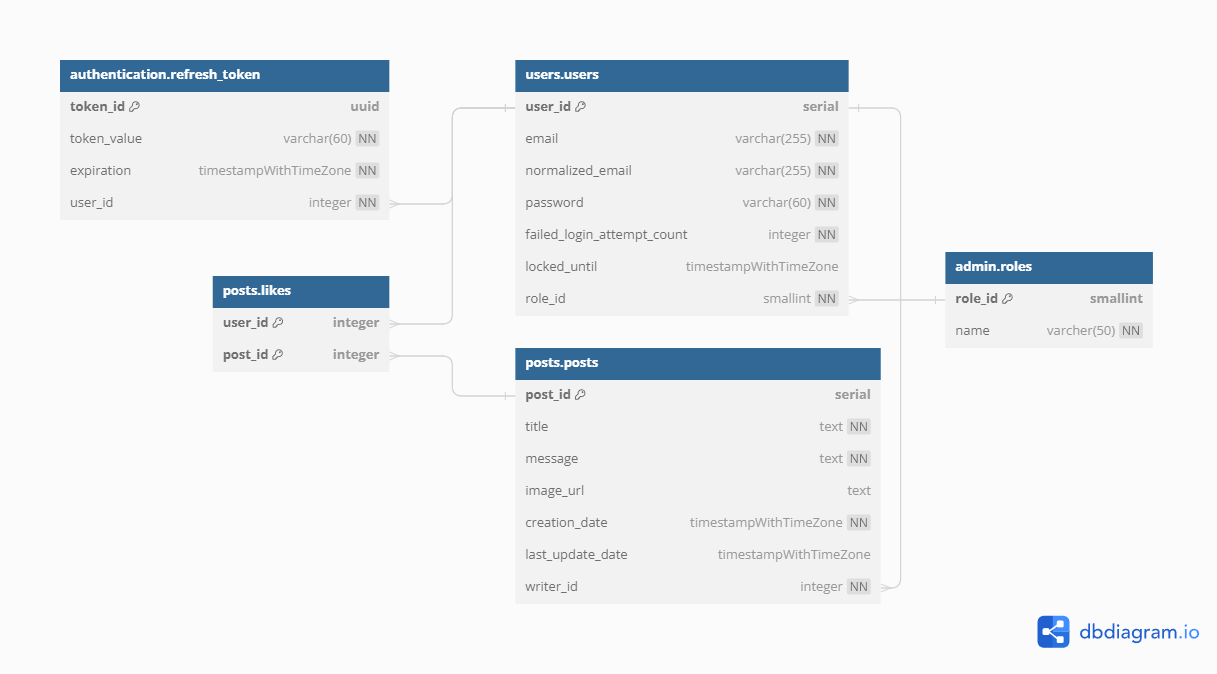 authentication.refresh_token
token_id uuid
token_value varchar(60) NN
expiration timestampWithTimeZone NN
user_id integer NN
users.users
user_id serial
email varchar(255) NN
normalized_email varchar(255) NN
password varchar(60) NN
failed_login_attempt_count integer NN
locked_until timestampWithTimeZone
role_id smallint NN
admin.roles
role_id smallint
name varcher(50) NN
posts.likes
user_id integer
post_id integer
posts.posts
post_id serial
title text NN
message text NN
image_url text
creation_date timestampWithTimeZone NN
last_update_date timestampWithTimeZone
writer_id integer NN
dbdiagram.io